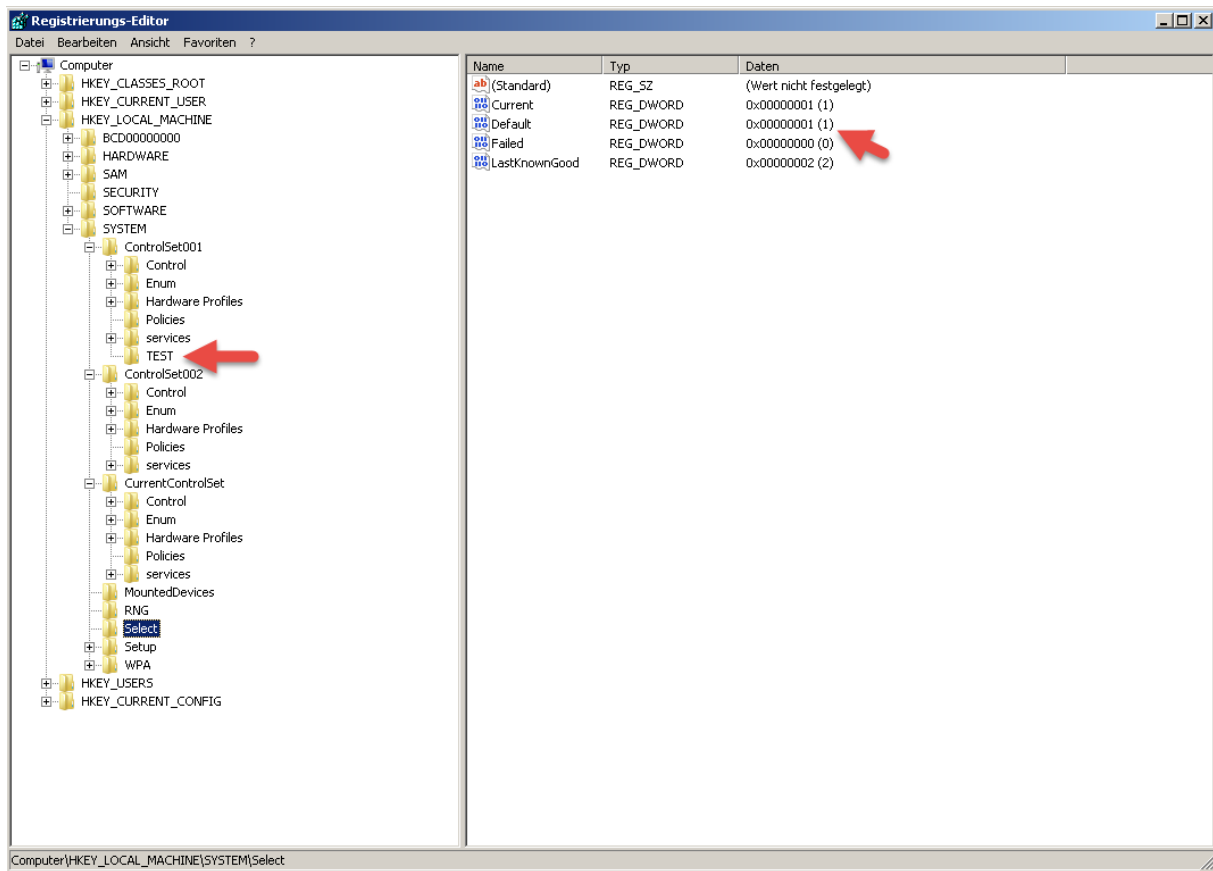 Registrierungs-Editor
Datei Bearbeiten Ansicht Favoriten ?
Computer
HKEY_CLASSES_ROOT
HKEY_CURRENT_USER
HKEY_LOCAL_MACHINE
BCD00000000
HARDWARE
SAM
SECURITY
SOFTWARE
SYSTEM
ControlSet001
Control
Enum
Hardware Profiles
Policies
services
TEST
ControlSet002
Control
Enum
Hardware Profiles
Policies
services
CurrentControlSet
Control
Enum
Hardware Profiles
Policies
services
MountedDevices
RNG
Select
Setup
WPA
HKEY_USERS
HKEY_CURRENT_CONFIG
Name Typ Daten
(Standard) REG_SZ (Wert nicht festgelegt)
Current REG_DWORD 0x00000001 (1)
Default REG_DWORD 0x00000001 (1)
Failed REG_DWORD 0x00000000 (0)
LastKnownGood REG_DWORD 0x00000002 (2)
Computer\HKEY_LOCAL_MACHINE\SYSTEM\Select